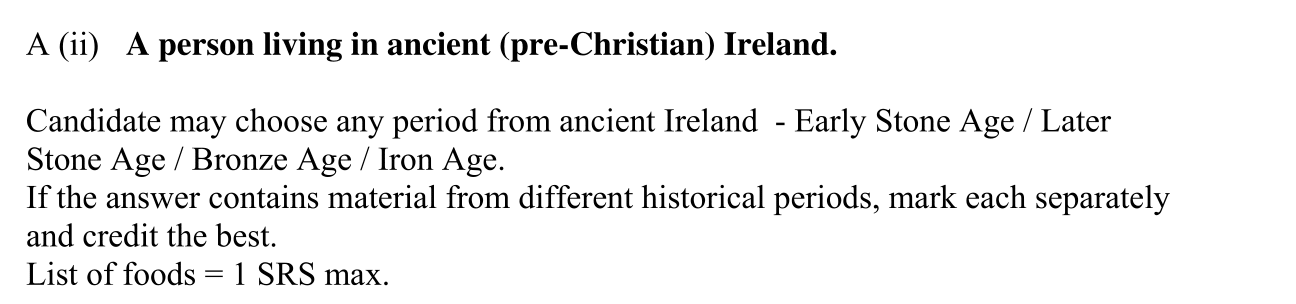 A (ii) A person living in ancient (pre-Christian) Ireland.
Candidate may choose any period from ancient Ireland - Early Stone Age / Later
Stone Age / Bronze Age / Iron Age.
If the answer contains material from different historical periods, mark each separately
and credit the best.
List of foods = 1 SRS max.